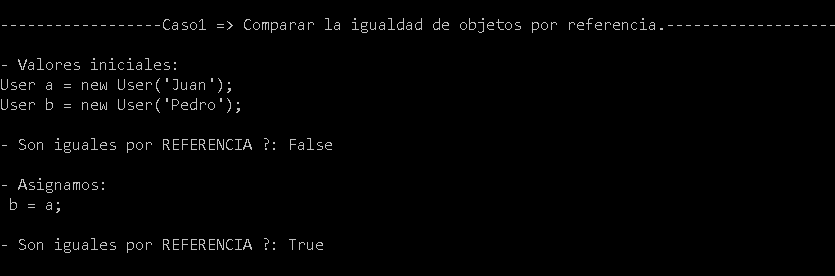 ------------------Caso1 => Comparar la igualdad de objetos por referencia.-------------------
- Valores iniciales:
User a = new User('Juan');
User b = new User('Pedro');
- Son iguales por REFERENCIA ?: False
- Asignamos:
b = a;
- Son iguales por REFERENCIA ?: True